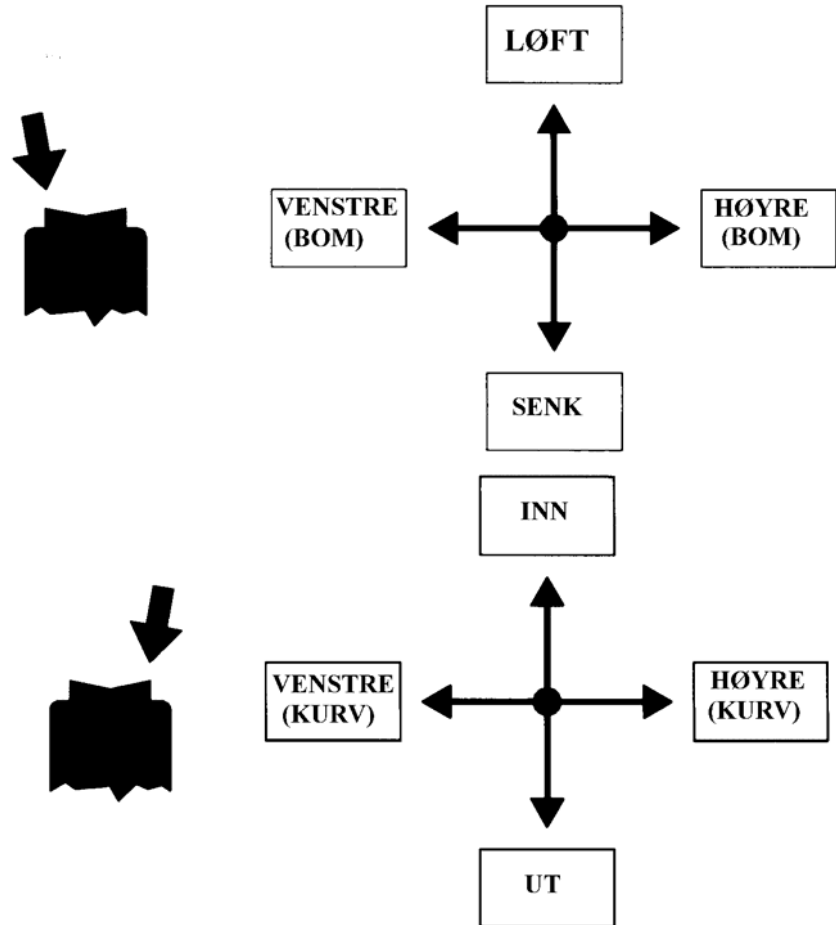 LØFT
VENSTRE
(BOM)
HØYRE
(BOM)
SENK
INN
VENSTRE
(KURV)
HØYRE
(KURV)
UT